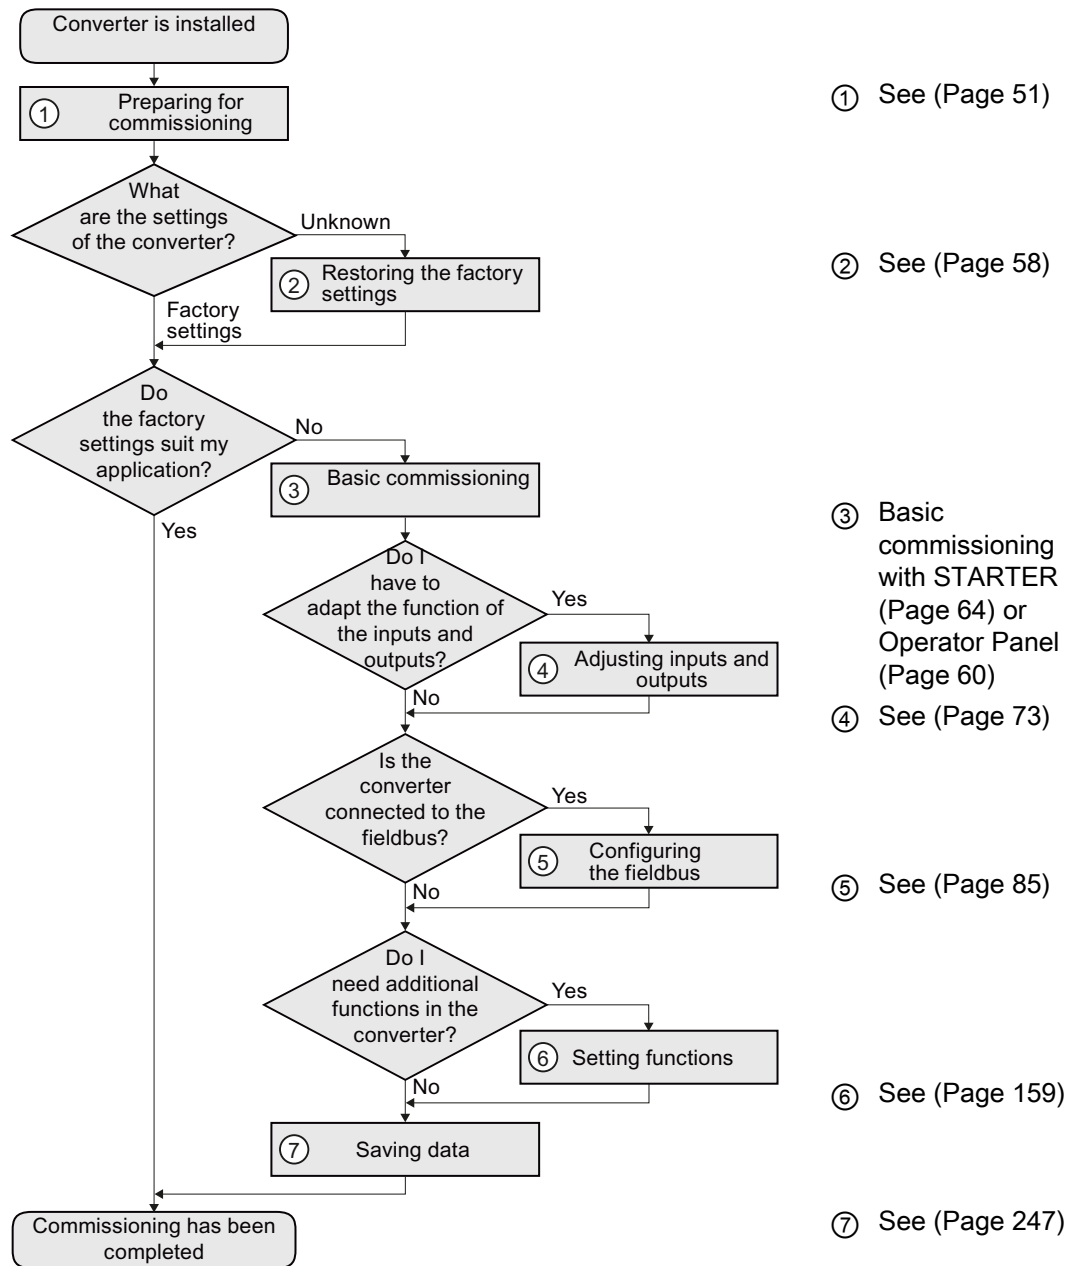 Converter is installed
① Preparing for
commissioning
① See (Page 51)
What
are the settings
of the converter?
Unknown
② Restoring the factory
settings
② See (Page 58)
Factory
settings
Do
the factory
settings suit my
application?
No
③ Basic commissioning
Yes
③ Basic
commissioning
with STARTER
(Page 64) or
Operator Panel
(Page 60)
Do I
have to
adapt the function of
the inputs and
outputs?
Yes
④ Adjusting inputs and
outputs
No
④ See (Page 73)
Is the
converter
connected to the
fieldbus?
Yes
⑤ Configuring
the fieldbus
No
⑤ See (Page 85)
Do I
need additional
functions in the
converter?
Yes
⑥ Setting functions
No
⑥ See (Page 159)
⑦ Saving data
Commissioning has been
completed
⑦ See (Page 247)